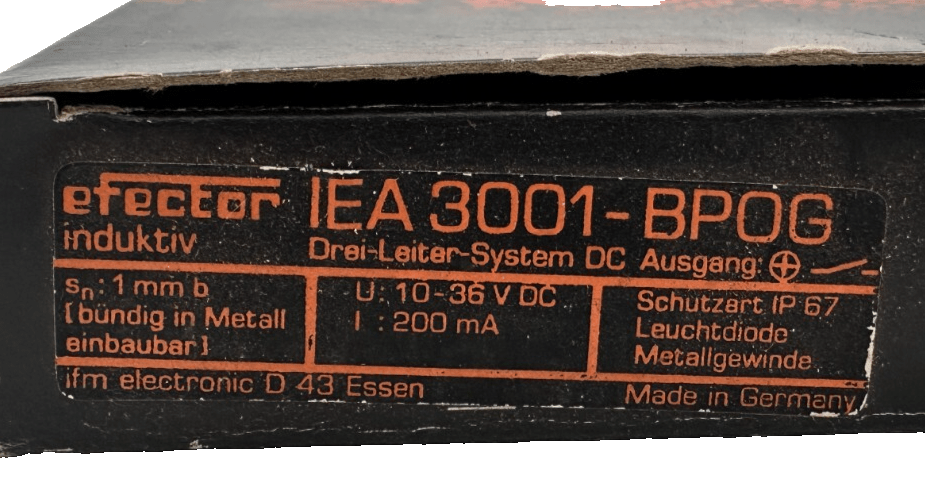 efector IEA 3001-BPOG
induktiv Drei-Leiter-System DC Ausgang:
sn: 1 mm b
[bündig in Metall
einbaubar]
U: 10-36 V DC
I : 200 mA
Schutzart IP 67
Leuchtdiode
Metallgewinde
ifm electronic D 43 Essen Made in Germany